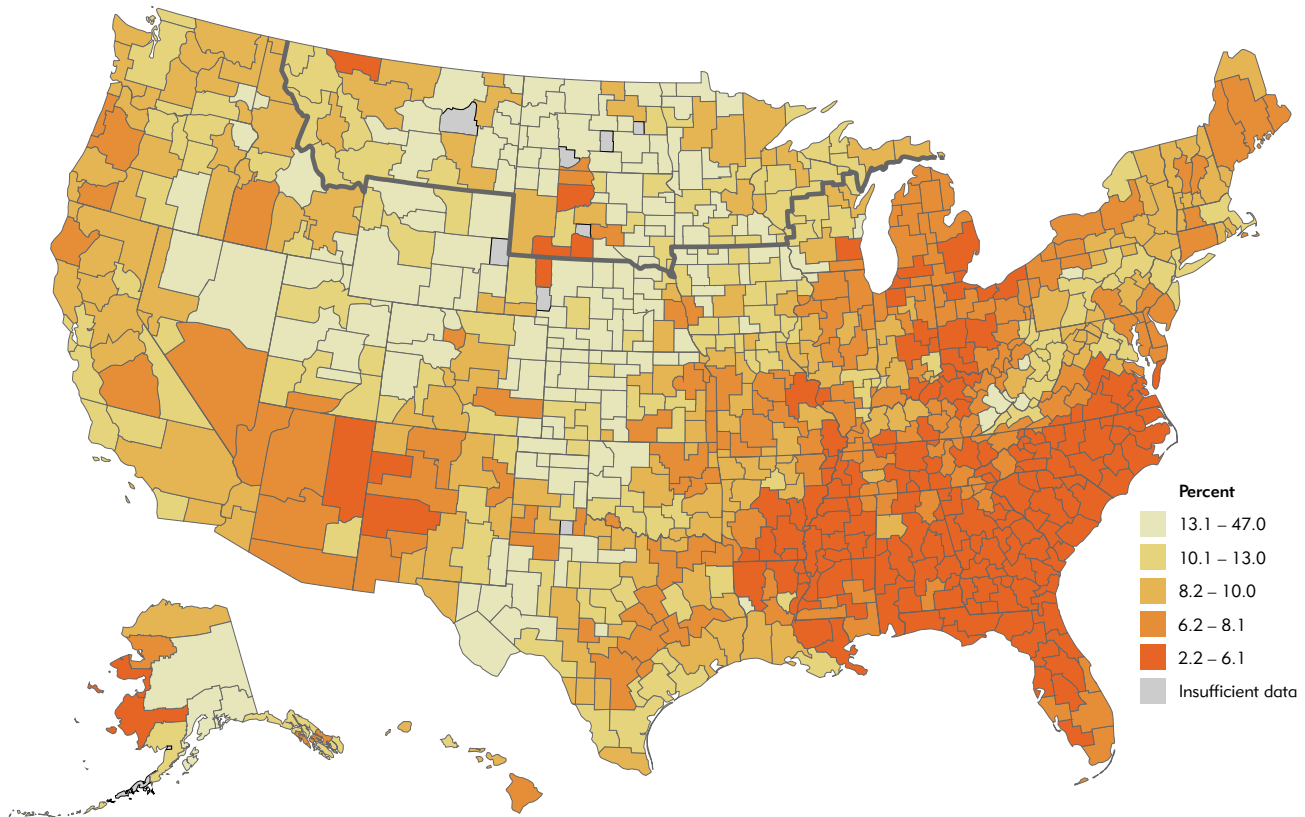 Percent
13.1 – 47.0
10.1 – 13.0
8.2 – 10.0
6.2 – 8.1
2.2 – 6.1
Insufficient data